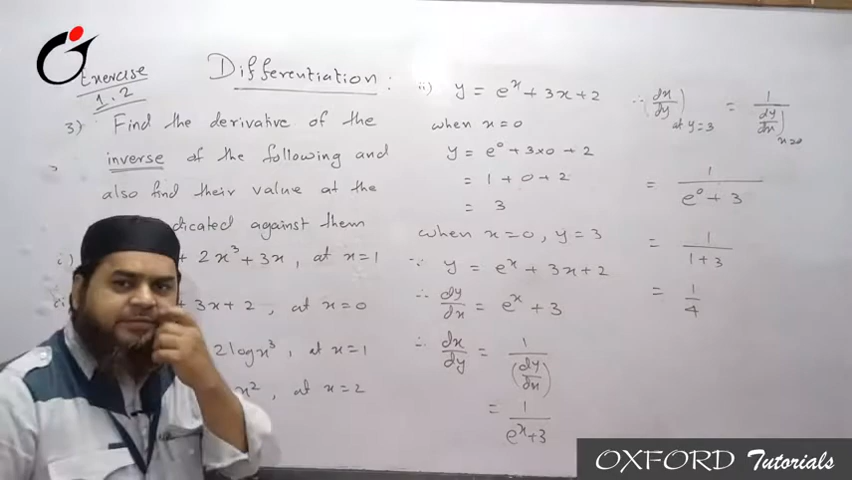 Exercise
1.2
Differentiation :
3) Find the derivative of the
inverse of the following and
also find their value at the
dicated against them
i) + 2x³ + 3x , at x=1
+ 3x + 2 , at x=0
2logx³ , at x=1
x² , at x=2
ii) y = eˣ + 3x + 2
when x=0
y = e⁰ + 3×0 + 2
= 1 + 0 + 2
= 3
when x=0, y=3
∵ y = eˣ + 3x + 2
∴ dy/dx = eˣ + 3
∴ dx/dy = 1/(dy/dx)
= 1/(eˣ+3)
∴ (dx/dy) at y=3 = 1/(dy/dx) x=0
= 1/(e⁰ + 3)
= 1/(1+3)
= 1/4
OXFORD Tutorials